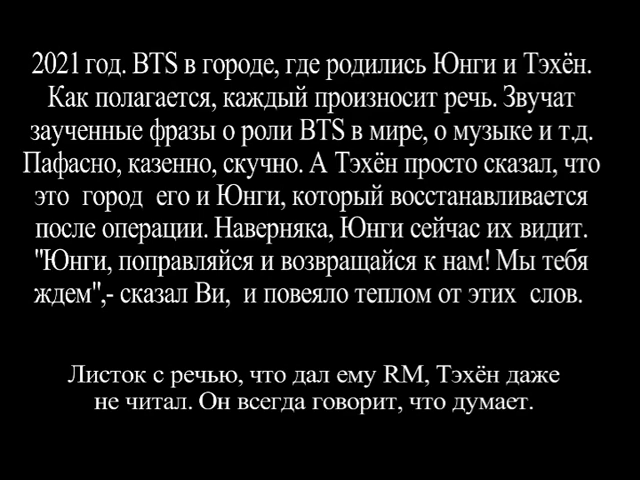 2021 год. BTS в городе, где родились Юнги и Тэхён.
Как полагается, каждый произносит речь. Звучат
заученные фразы о роли BTS в мире, о музыке и т.д.
Пафасно, казенно, скучно. А Тэхён просто сказал, что
это город его и Юнги, который восстанавливается
после операции. Наверняка, Юнги сейчас их видит.
"Юнги, поправляйся и возвращайся к нам! Мы тебя
ждем",- сказал Ви, и повеяло теплом от этих слов.
Листок с речью, что дал ему RM, Тэхён даже
не читал. Он всегда говорит, что думает.